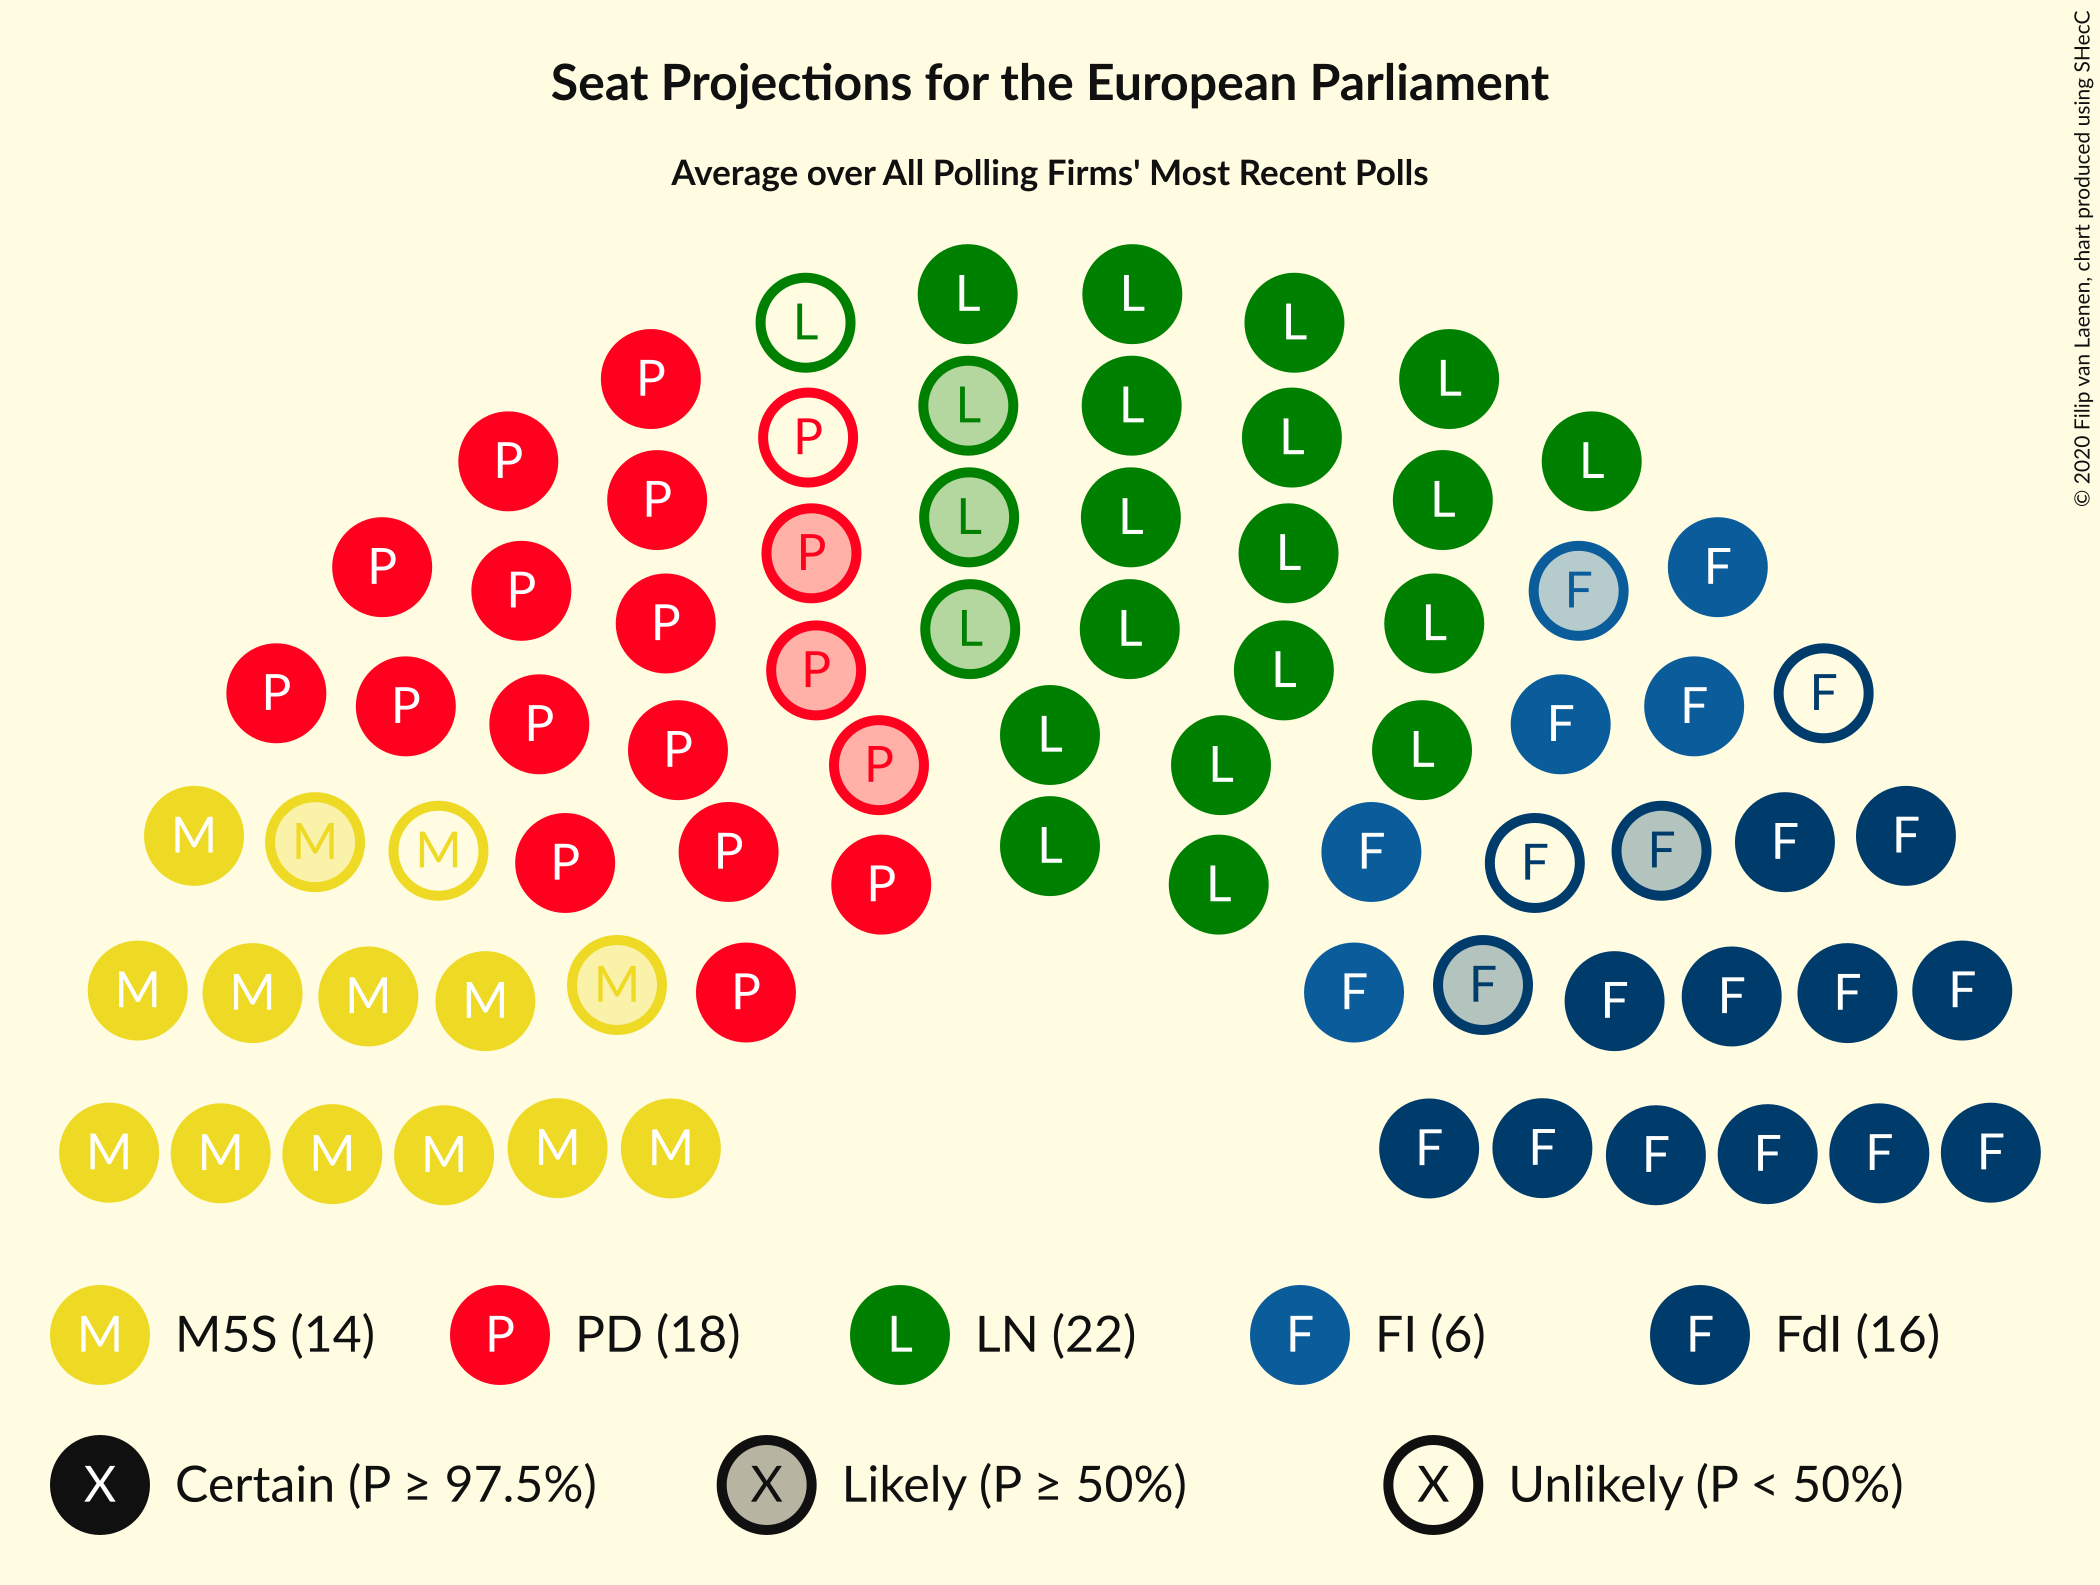 Seat Projections for the European Parliament
Average over All Polling Firms' Most Recent Polls
© 2020 Filip van Laenen, chart produced using SHecC
L L
L L
P P
L L
P L L
P L
P P L L
L L
P L
P P
F F
P L
P L
P L
P P
P P
F F F
P L
L
P L
F
M L P P F
M M P F F F F
L
P L
M M M M M P F F F F F F
M M M M M M F F F F F F
M M5S (14) P PD (18) L LN (22) F FI (6) F FdI (16)
X Certain (P ≥ 97.5%) X Likely (P ≥ 50%) X Unlikely (P < 50%)